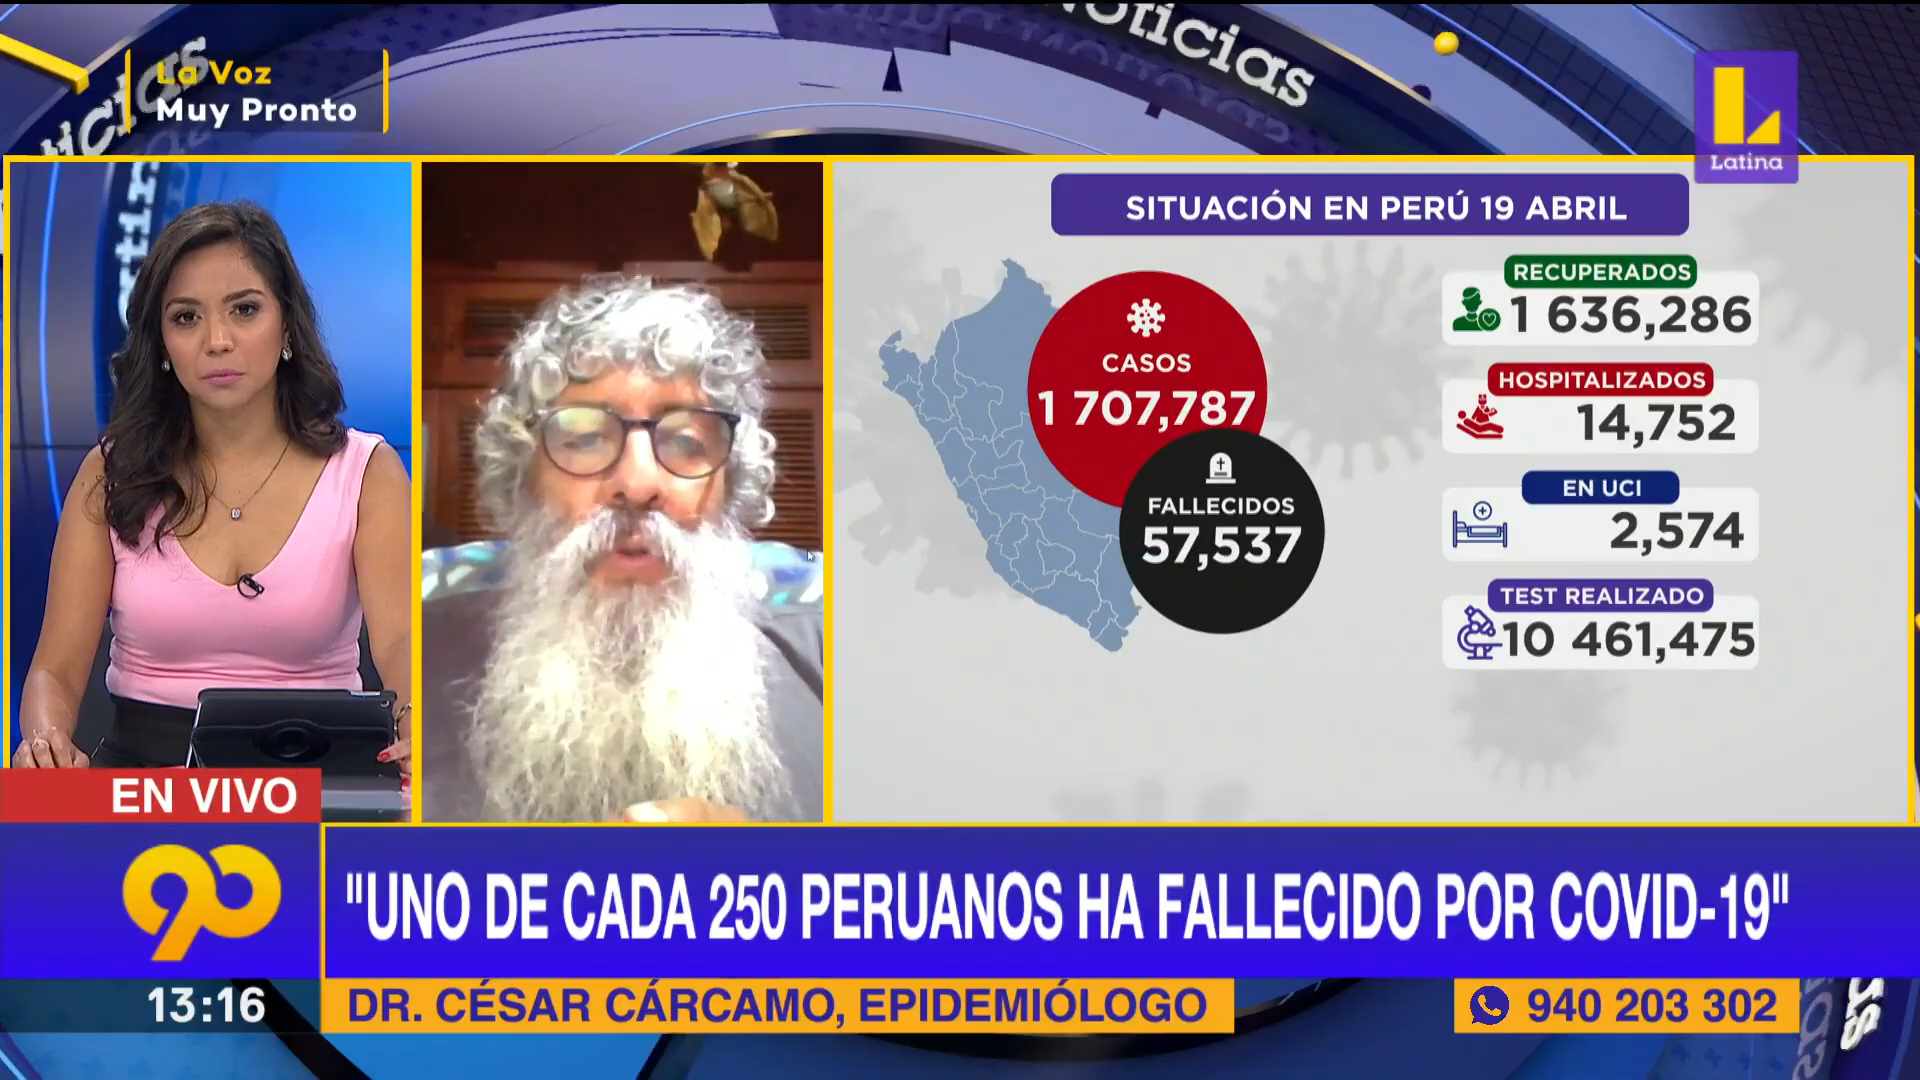 La Voz
Muy Pronto
Noticias
Latina
SITUACIÓN EN PERÚ 19 ABRIL
CASOS
1 707,787
FALLECIDOS
57,537
RECUPERADOS
1 636,286
HOSPITALIZADOS
14,752
EN UCI
2,574
TEST REALIZADO
10 461,475
EN VIVO
90
"UNO DE CADA 250 PERUANOS HA FALLECIDO POR COVID-19"
13:16
DR. CÉSAR CÁRCAMO, EPIDEMIÓLOGO
940 203 302